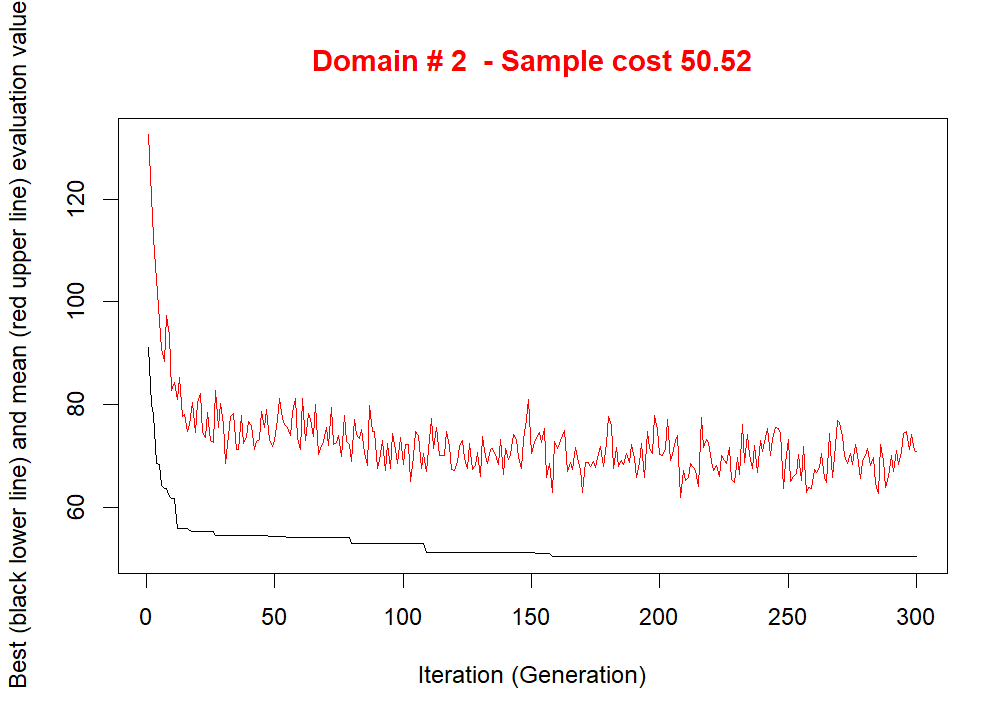 Domain # 2  - Sample cost 50.52
Best (black lower line) and mean (red upper line) evaluation value
120
100
80
60
0 50 100 150 200 250 300
Iteration (Generation)